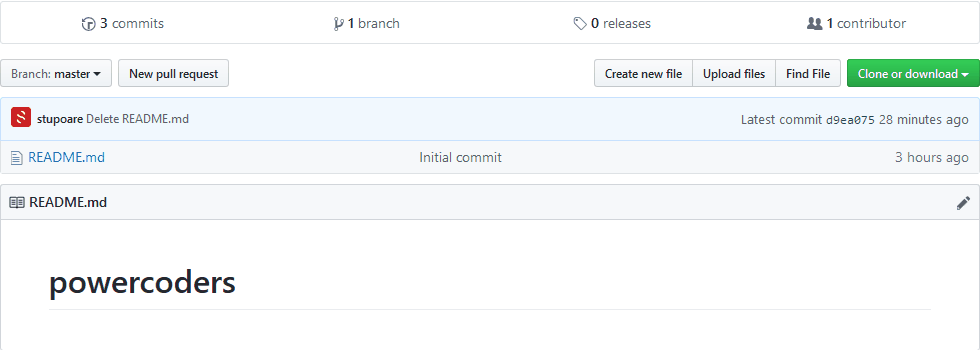 3 commits 1 branch 0 releases 1 contributor
Branch: master New pull request Create new file Upload files Find File Clone or download
stupoare Delete README.md Latest commit d9ea075 28 minutes ago
README.md Initial commit 3 hours ago
README.md
powercoders